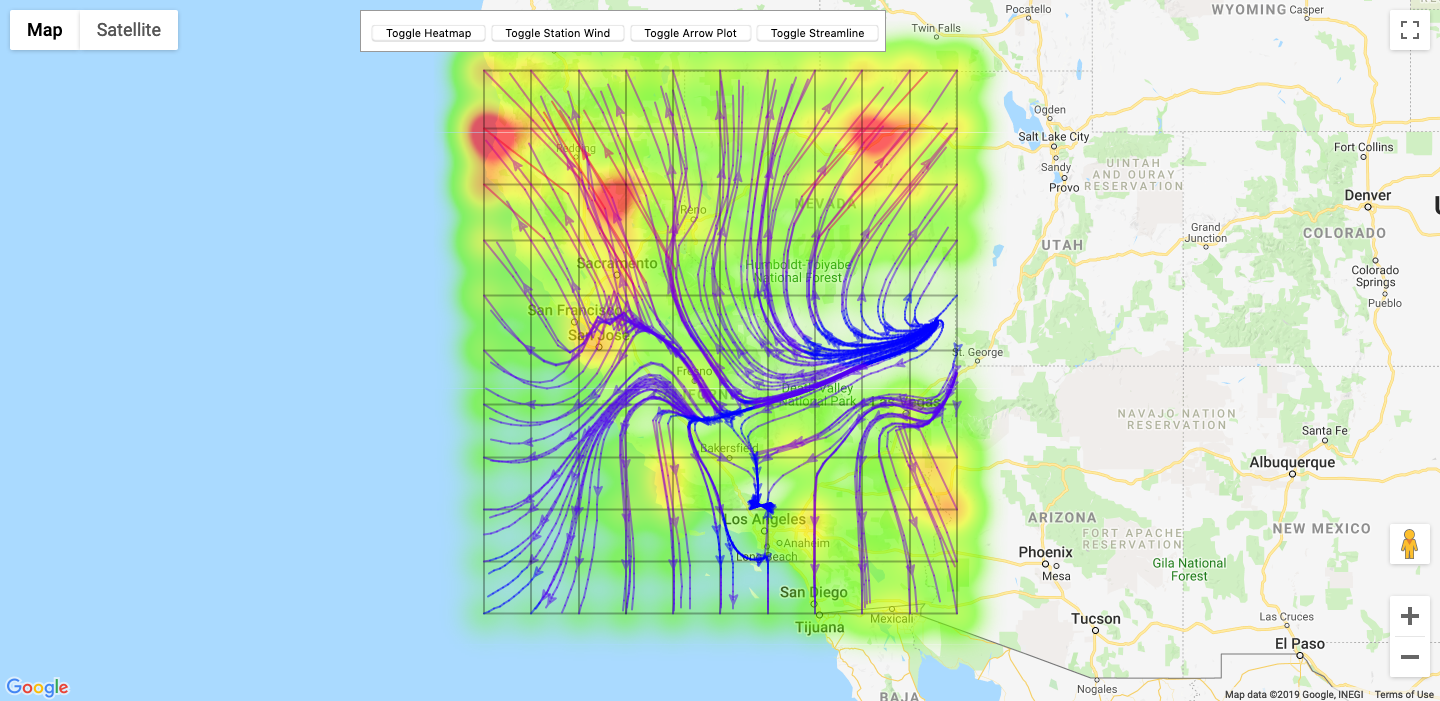 Map
Satellite
Toggle Heatmap
Toggle Station Wind
Toggle Arrow Plot
Toggle Streamline
Pocatello
WYOMING
Casper
Twin Falls
Ogden
Salt Lake City
Sandy
Provo
UINTAH
AND OURAY
RESERVATION
Fort Collins
Denver
Redding
Reno
NEVADA
UTAH
Grand
Junction
COLORADO
Colorado
Springs
Pueblo
Sacramento
Humboldt-Toiyabe
National Forest
San Francisco
San Jose
St. George
Fresno
Death Valley
National Park
Las Vegas
NAVAJO NATION
RESERVATION
Santa Fe
Bakersfield
Albuquerque
Los Angeles
Anaheim
Long Beach
ARIZONA
FORT APACHE
RESERVATION
NEW MEXICO
Phoenix
Mesa
Gila National
Forest
San Diego
Tijuana
Mexicali
Tucson
Las Cruces
El Paso
Nogales
BAJA
Google
Map data ©2019 Google, INEGI
Terms of Use